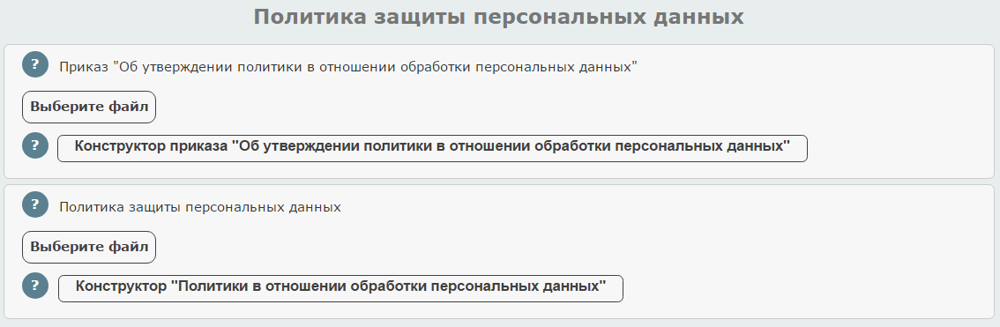 Политика защиты персональных данных
? Приказ "Об утверждении политики в отношении обработки персональных данных"
Выберите файл
? Конструктор приказа "Об утверждении политики в отношении обработки персональных данных"
? Политика защиты персональных данных
Выберите файл
? Конструктор "Политики в отношении обработки персональных данных"